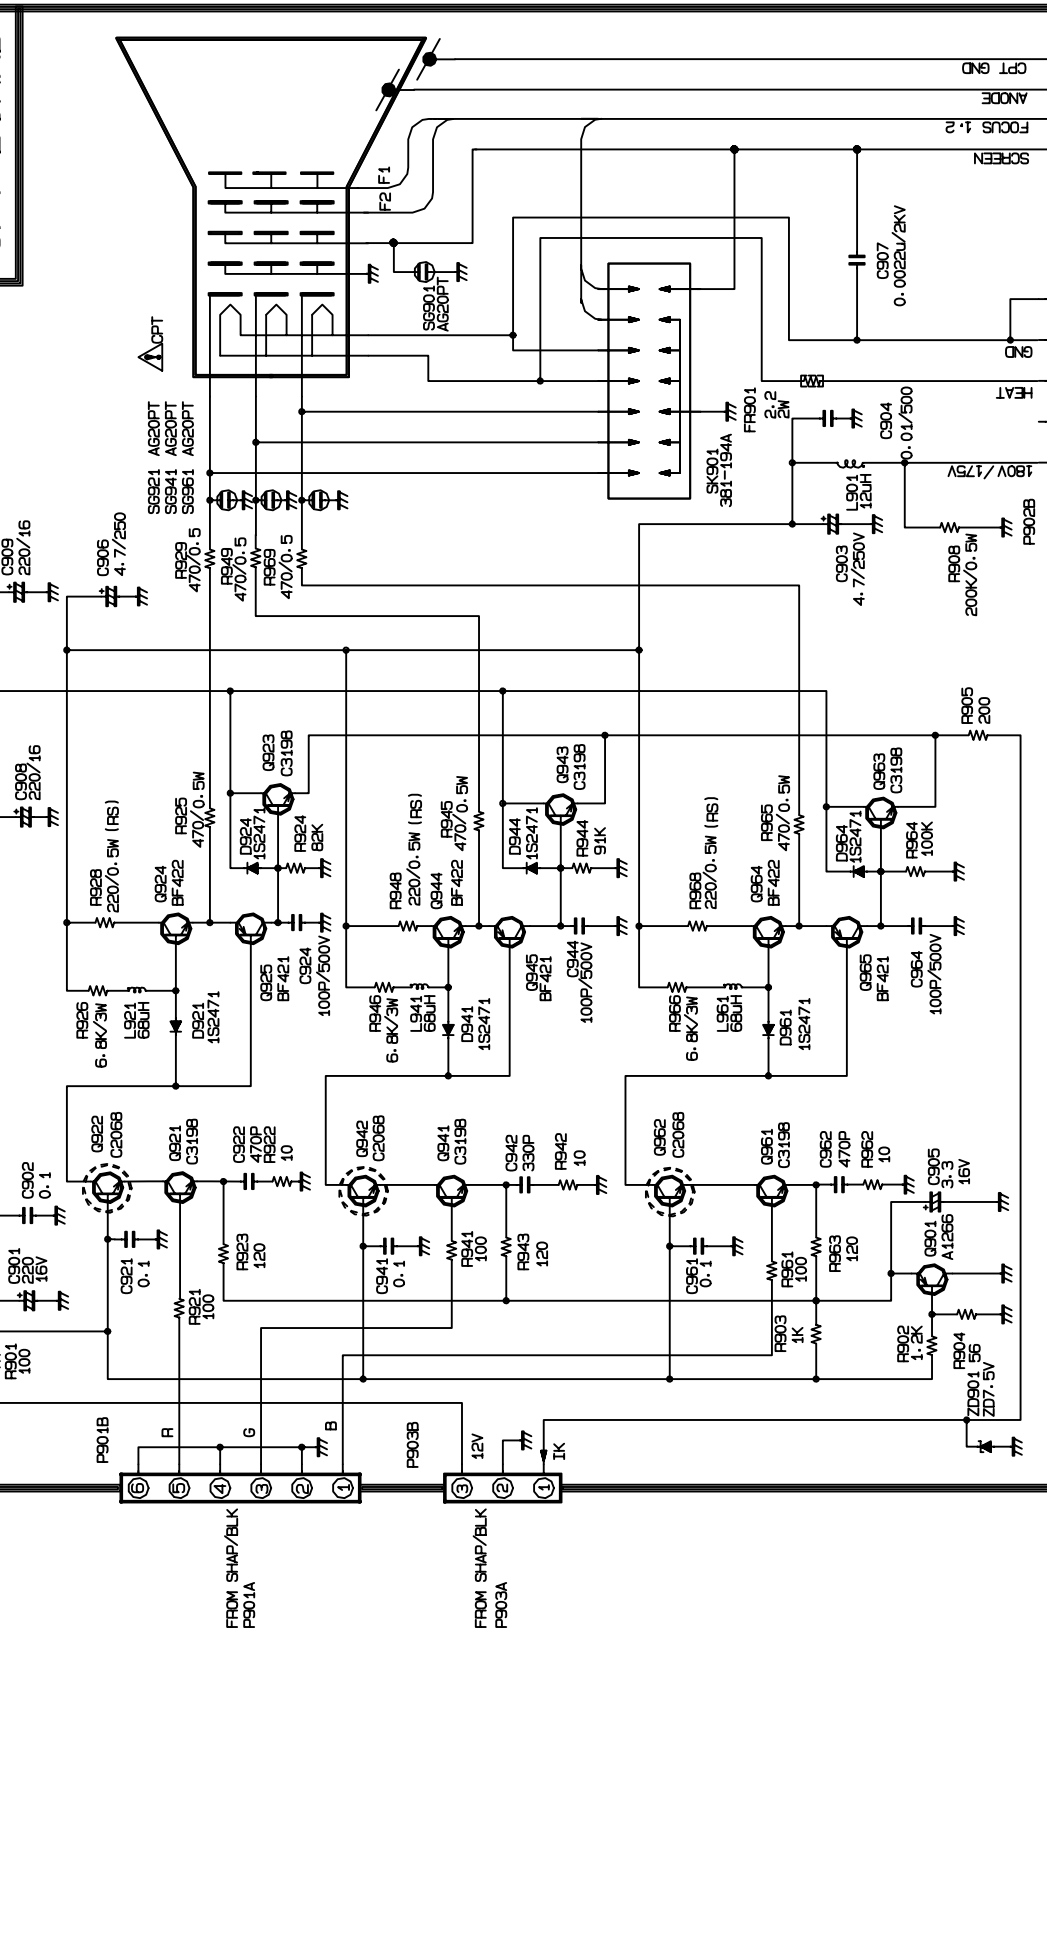 CPT GND
ANODE
FOCUS 1.2
SCREEN
F1
F2
CPT
SG901
AG20PT
C907
0.0022u/2KV
GND
HEAT
180V/175V
P902B
FR901
2.2
2W
C904
0.01/500
SK901
381-194A
L901
12uH
C903
4.7/250V
R908
200K/0.5W
SG921 AG20PT
SG941 AG20PT
SG961 AG20PT
R929
470/0.5
R949
470/0.5
R969
470/0.5
C909
220/16
C906
4.7/250
C908
220/16
R928
220/0.5W(RS)
R925
470/0.5W
Q924
BF422
Q923
C3198
D924
1S2471
R924
82K
R948
220/0.5W(RS)
R945
470/0.5W
Q944
BF422
Q943
C3198
D944
1S2471
R944
91K
R968
220/0.5W(RS)
R965
470/0.5W
Q964
BF422
Q963
C3198
D964
1S2471
R964
100K
R905
200
R926
6.8K/3W
L921
68uH
D921
1S2471
Q925
BF421
C924
100P/500V
R946
6.8K/3W
L941
68uH
D941
1S2471
Q945
BF421
C944
100P/500V
R966
6.8K/3W
L961
68uH
D961
1S2471
Q965
BF421
C964
100P/500V
Q922
C2068
Q921
C3198
C922
470P
R922
10
Q942
C2068
Q941
C3198
C942
330P
R942
10
Q962
C2068
Q961
C3198
C962
470P
R962
10
C905
3.3
16V
Q901
A1266
C902
0.1
C901
220
16V
R901
100
C921
0.1
R921
100
R923
120
C941
0.1
R941
100
R943
120
C961
0.1
R961
100
R963
120
R903
1K
R902
1.2K
R904
56
ZD901
ZD7.5V
P901B
R
G
B
P903B
12V
IK
6
5
4
3
2
1
3
2
1
FROM SHAP/BLK
P901A
FROM SHAP/BLK
P903A